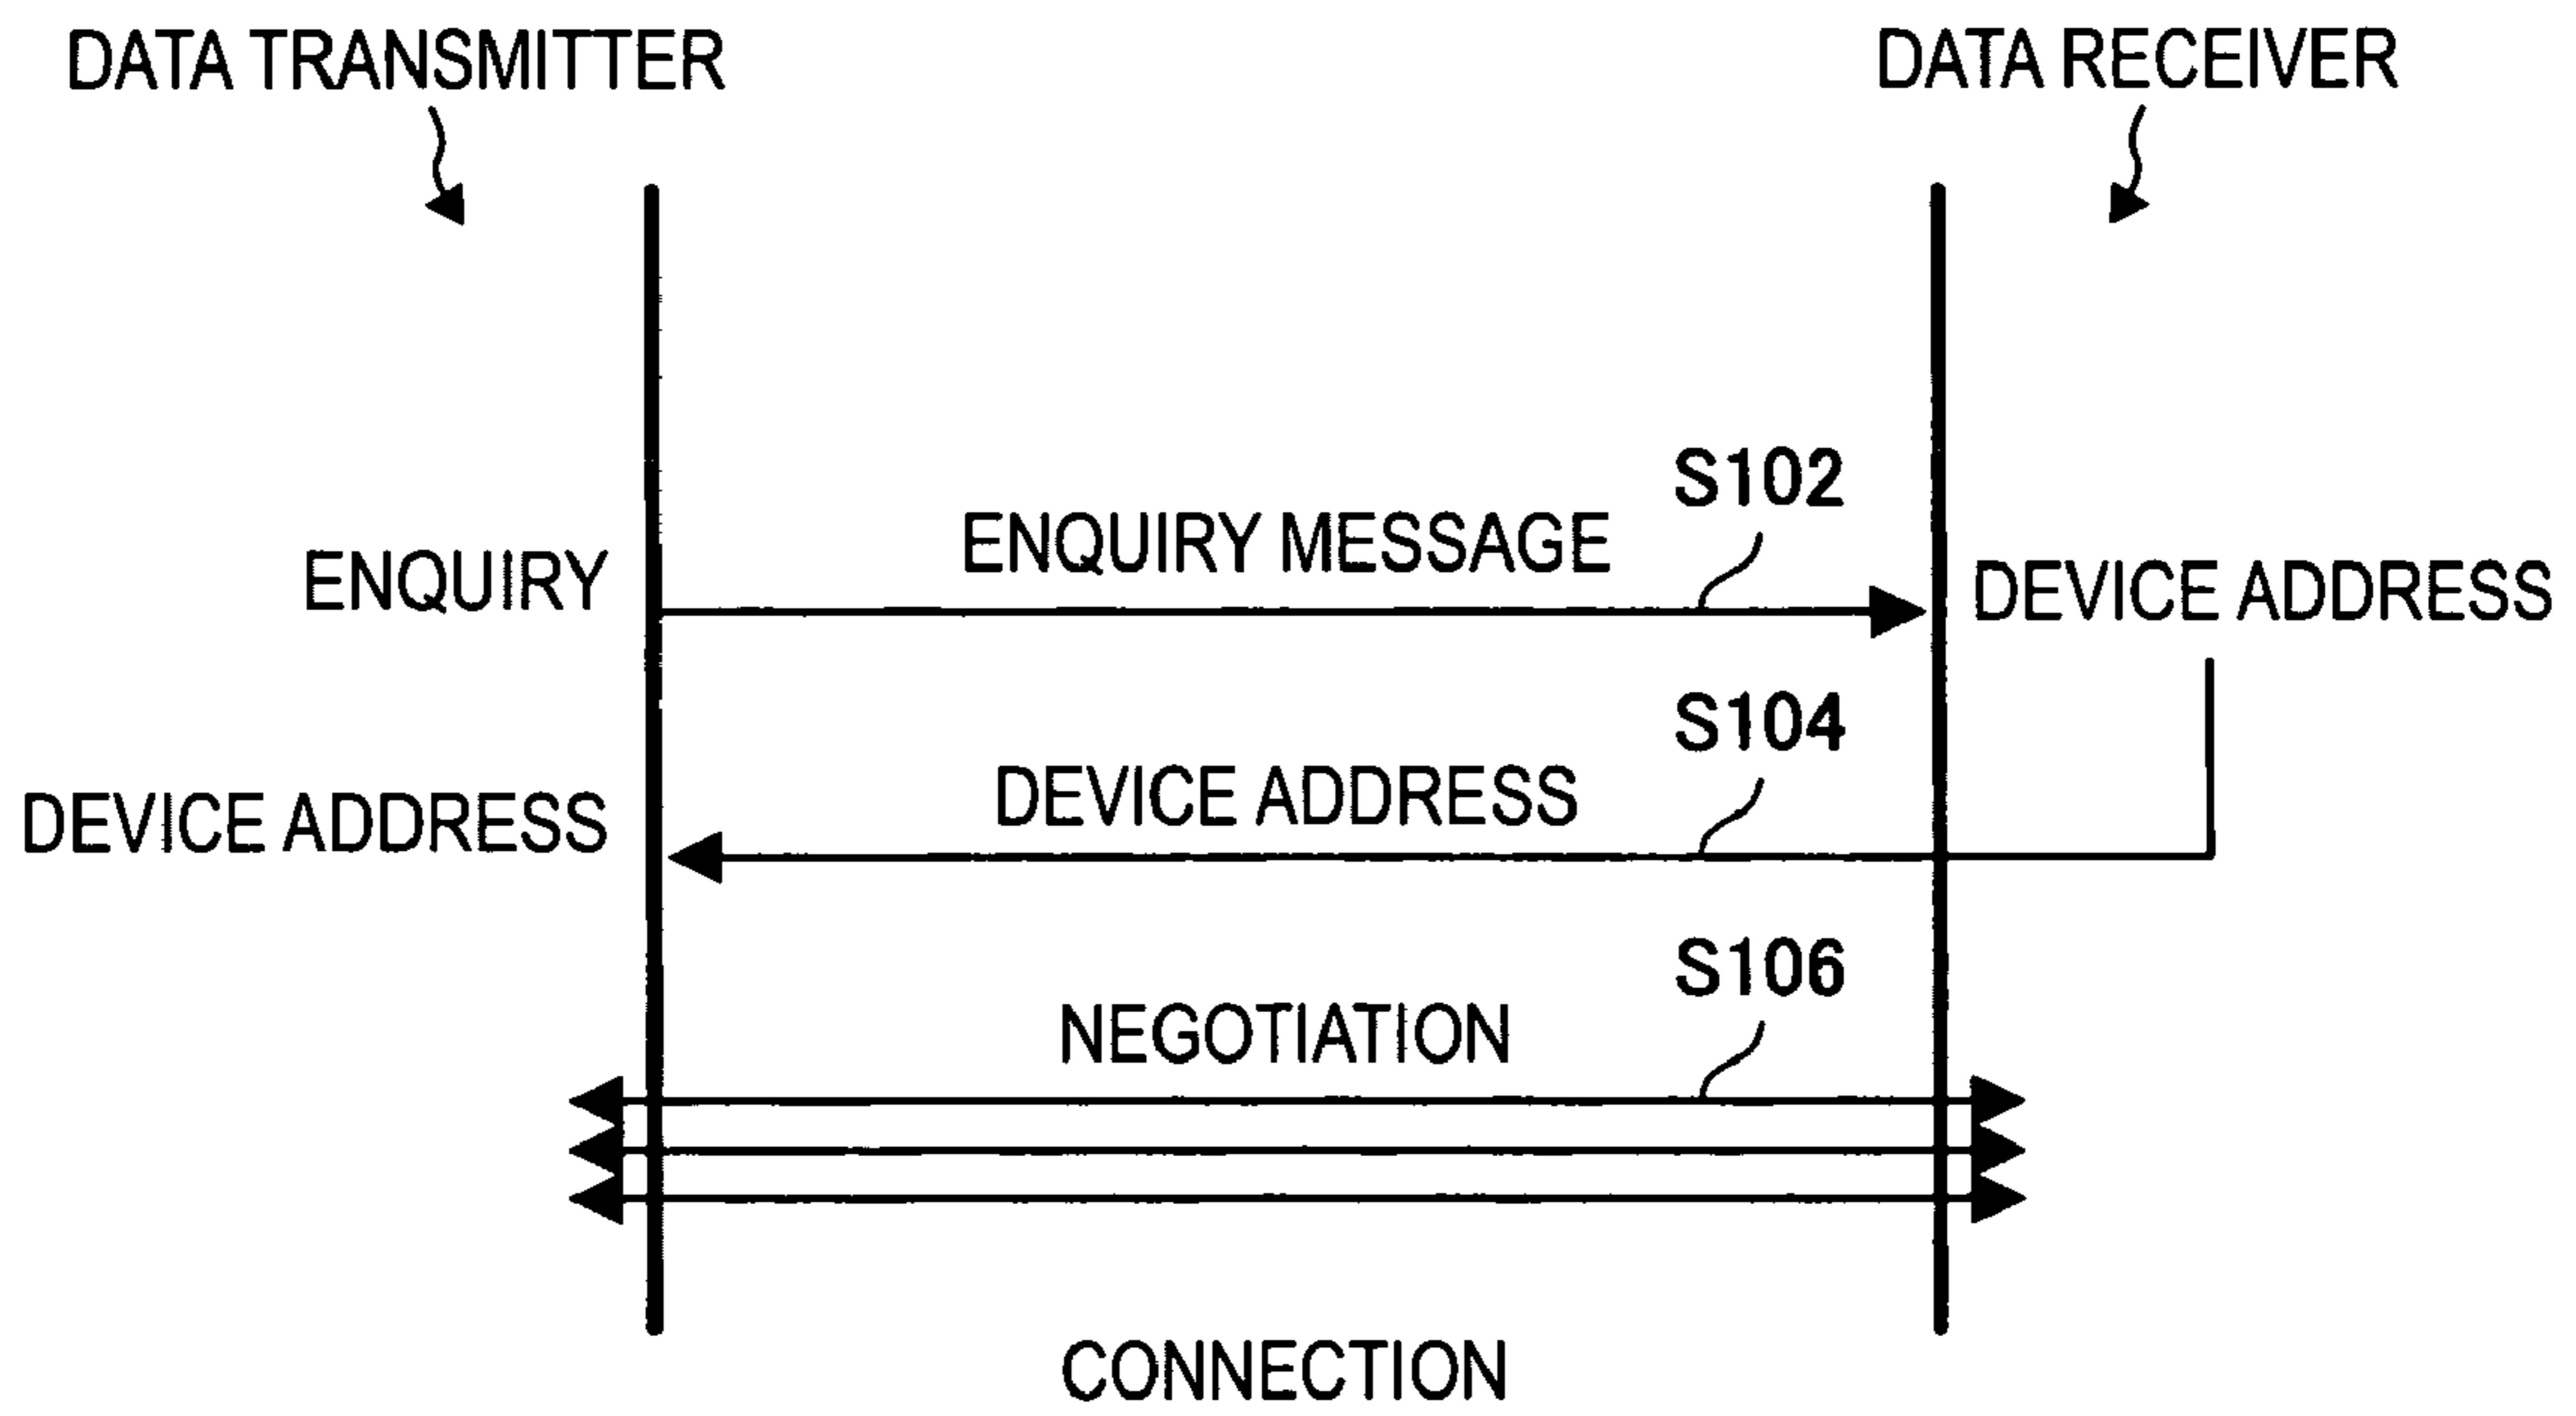 DATA TRANSMITTER
DATA RECEIVER
S102
ENQUIRY MESSAGE
ENQUIRY
DEVICE ADDRESS
S104
DEVICE ADDRESS
DEVICE ADDRESS
S106
NEGOTIATION
CONNECTION